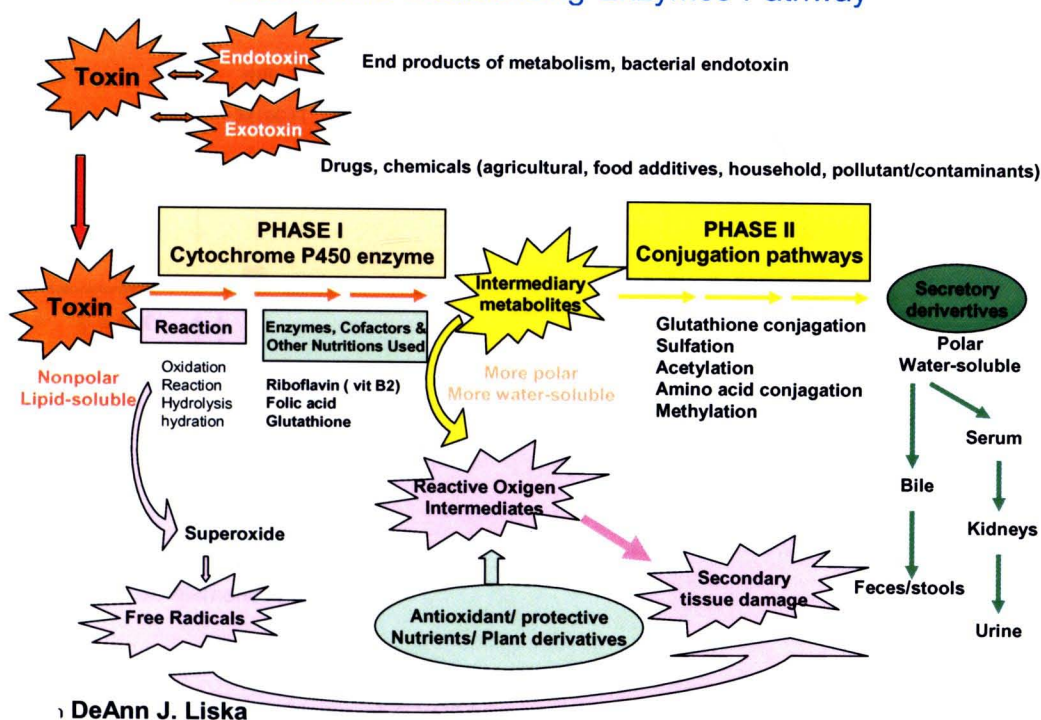 Enzymes Pathway
Toxin
Endotoxin
End products of metabolism, bacterial endotoxin
Exotoxin
Drugs, chemicals (agricultural, food additives, household, pollutant/contaminants)
PHASE I
Cytochrome P450 enzyme
PHASE II
Conjugation pathways
Toxin
Nonpolar
Lipid-soluble
Reaction
Oxidation
Reaction
Hydrolysis
hydration
Enzymes, Cofactors &
Other Nutritions Used
Riboflavin ( vit B2)
Folic acid
Glutathione
Intermediary
metabolites
More polar
More water-soluble
Glutathione conjagation
Sulfation
Acetylation
Amino acid conjagation
Methylation
Secretory
derivertives
Polar
Water-soluble
Serum
Bile
Kidneys
Feces/stools
Urine
Superoxide
Free Radicals
Reactive Oxigen
Intermediates
Antioxidant/ protective
Nutrients/ Plant derivatives
Secondary
tissue damage
DeAnn J. Liska